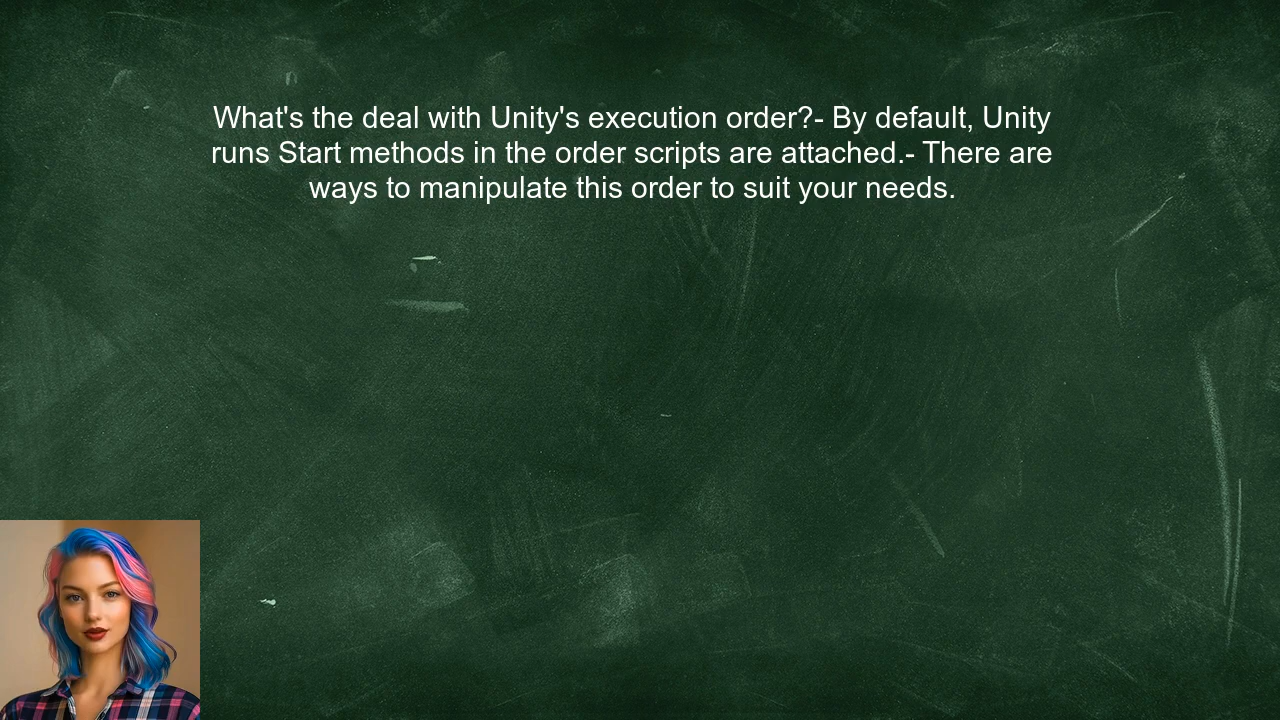 What's the deal with Unity's execution order?- By default, Unity
runs Start methods in the order scripts are attached.- There are
ways to manipulate this order to suit your needs.